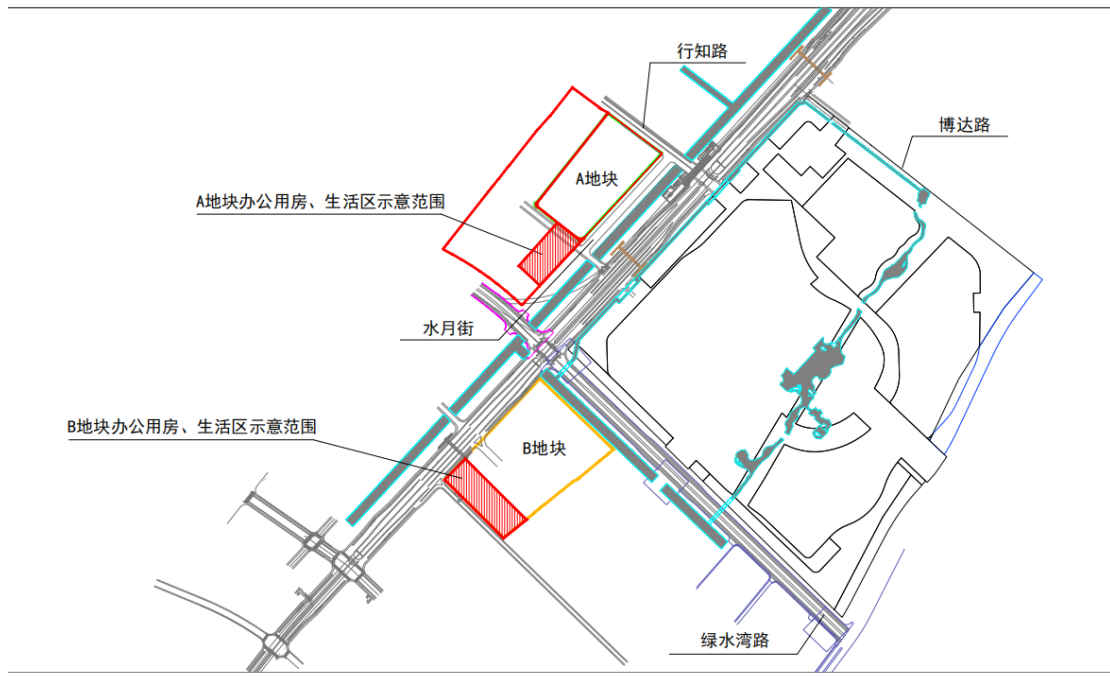 行知路
博达路
A地块
A地块办公用房、生活区示意范围
水月街
B地块办公用房、生活区示意范围
B地块
绿水湾路